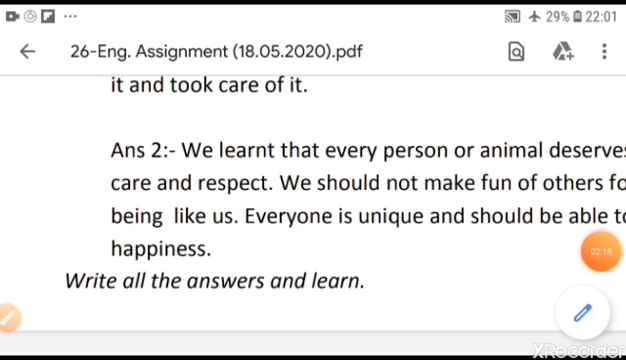 29% 22:01
26-Eng. Assignment (18.05.2020).pdf
it and took care of it.
Ans 2:- We learnt that every person or animal deserve
care and respect. We should not make fun of others fo
being like us. Everyone is unique and should be able to
happiness.
02:15
Write all the answers and learn.
XRecorder